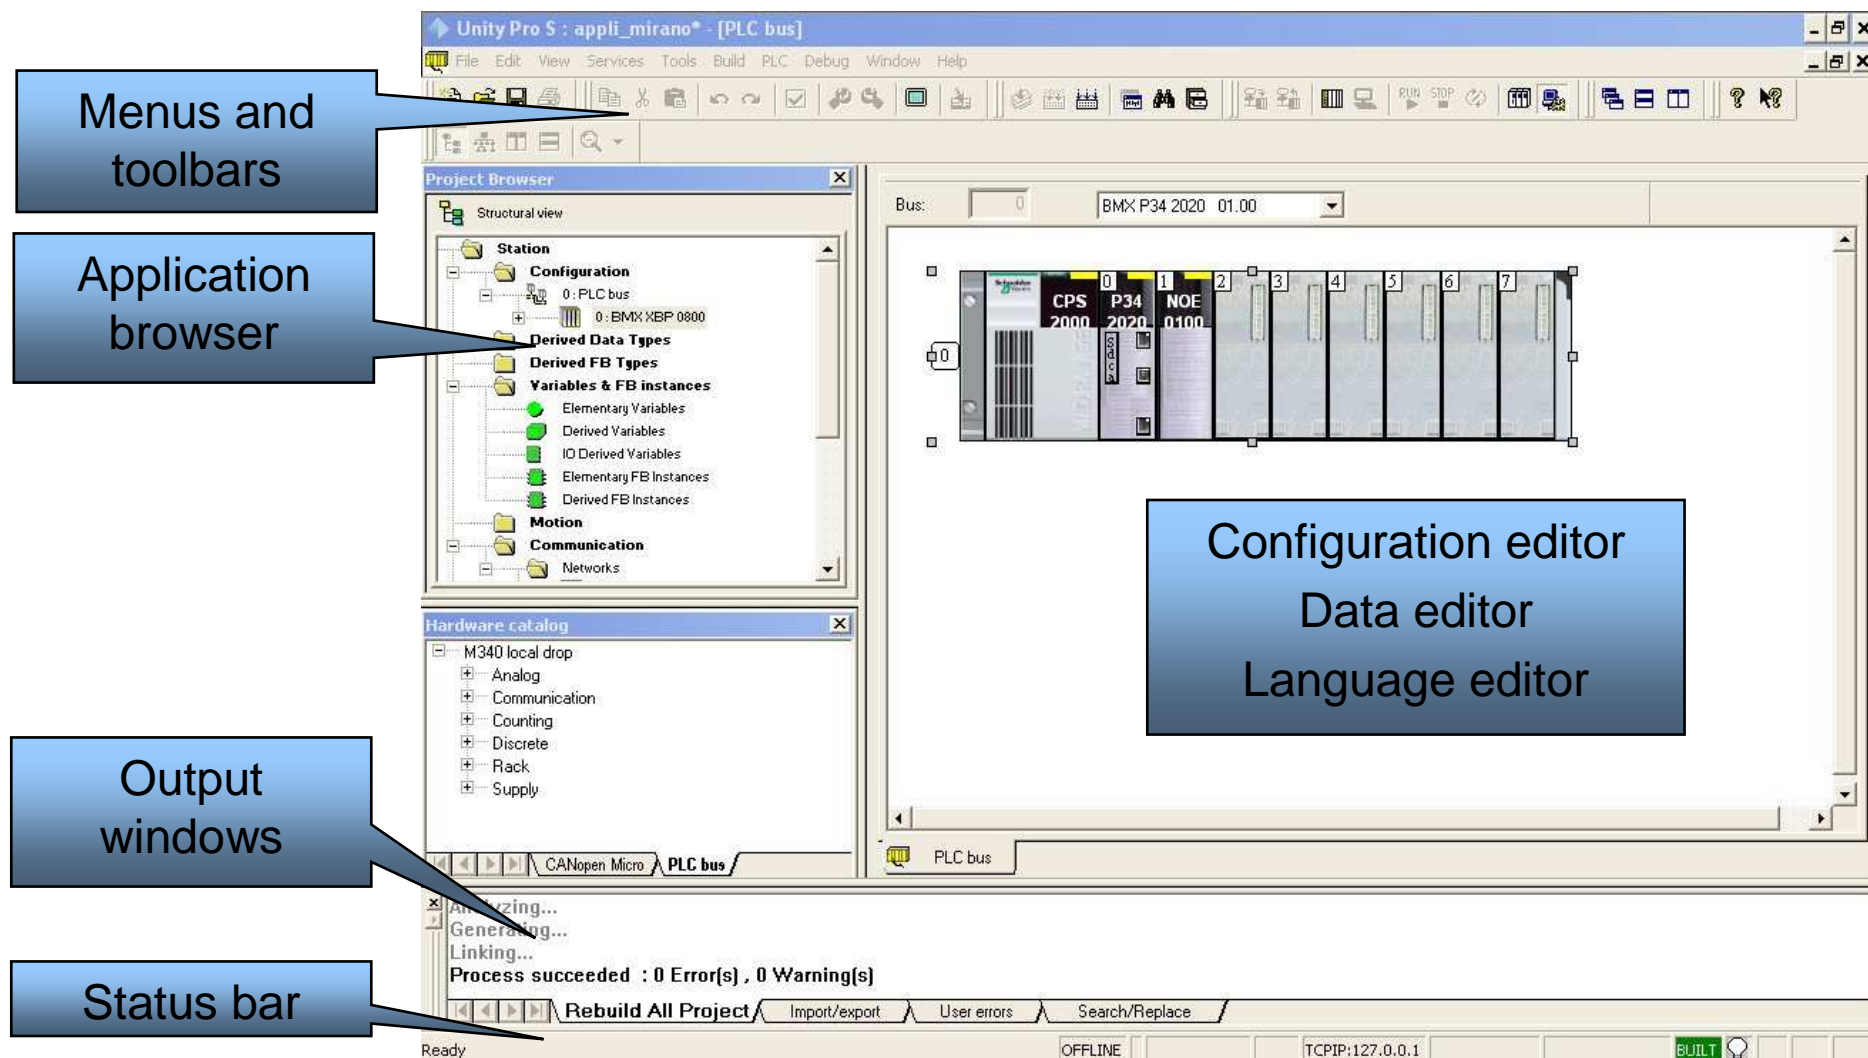 Unity Pro S : appli_mirano* - [PLC bus]
File Edit View Services Tools Build PLC Debug Window Help
Menus and
toolbars
RUN STOP
Project Browser
Structural view
Bus: 0 BMX P34 2020 01.00
Application
browser
Station
Configuration
0 : PLC bus
0 : BMX XBP 0800
Derived Data Types
Derived FB Types
Variables & FB instances
Elementary Variables
Derived Variables
IO Derived Variables
Elementary FB Instances
Derived FB Instances
Motion
Communication
Networks
0 1 2 3 4 5 6 7
Schneider
CPS P34 NOE
2000 2020 0100
0
Configuration editor
Data editor
Language editor
Hardware catalog
M340 local drop
Analog
Communication
Counting
Discrete
Rack
Supply
CANopen Micro PLC bus
PLC bus
Output
windows
Analyzing...
Generating...
Linking...
Process succeeded : 0 Error(s) , 0 Warning(s)
Rebuild All Project Import/export User errors Search/Replace
Status bar
Ready OFFLINE TCPIP:127.0.0.1 BUILT